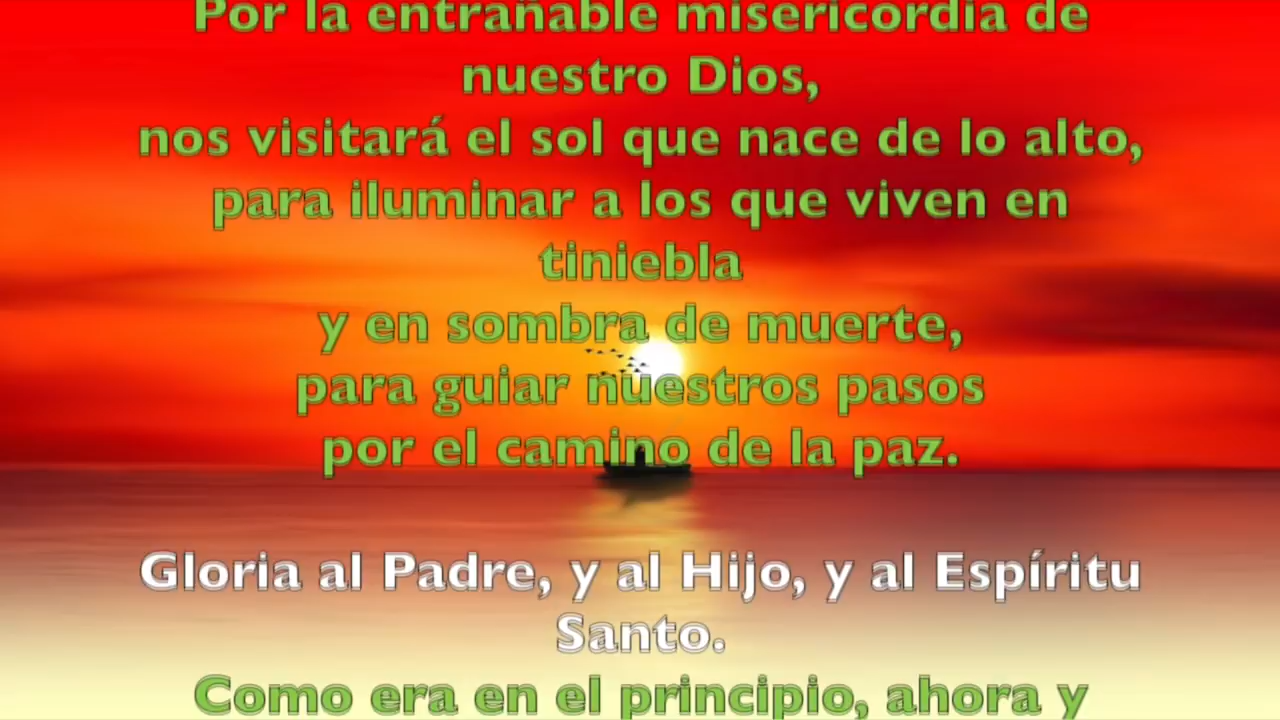 Por la entrañable misericordia de
nuestro Dios,
nos visitará el sol que nace de lo alto,
para iluminar a los que viven en
tiniebla
y en sombra de muerte,
para guiar nuestros pasos
por el camino de la paz.
Gloria al Padre, y al Hijo, y al Espíritu
Santo.
Como era en el principio, ahora y